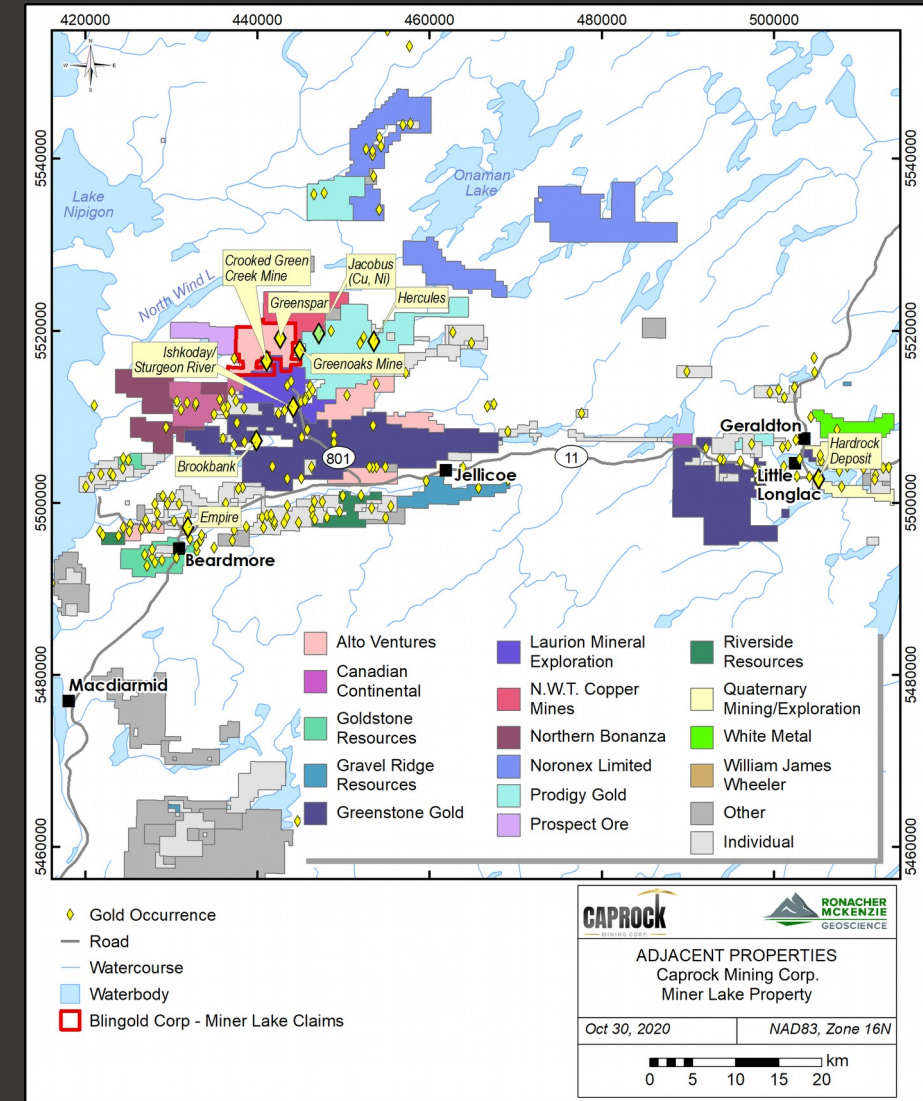 420000
440000
460000
480000
500000
N
W
E
S
5540000
5540000
Onaman
Lake
Lake
Nipigon
Crooked Green
Creek Mine
Jacobus
(Cu, Ni)
North Wind L
Greenspar
Hercules
5520000
5520000
Ishkoday/
Sturgeon River
Greenoaks Mine
Geraldton
Hardrock
Deposit
Brookbank
801
11
Jellicoe
Little
Longlac
5500000
5500000
Empire
Beardmore
Alto Ventures
Canadian
Continental
Goldstone
Resources
Gravel Ridge
Resources
Greenstone Gold
Laurion Mineral
Exploration
N.W.T. Copper
Mines
Northern Bonanza
Noronex Limited
Prodigy Gold
Prospect Ore
Riverside
Resources
Quaternary
Mining/Exploration
White Metal
William James
Wheeler
Other
Individual
5480000
5480000
Macdiarmid
5460000
5460000
Gold Occurrence
Road
Watercourse
Waterbody
Blingold Corp - Miner Lake Claims
CAPROCK
MINING CORP.
RONACHER
MCKENZIE
GEOSCIENCE
ADJACENT PROPERTIES
Caprock Mining Corp.
Miner Lake Property
Oct 30, 2020
NAD83, Zone 16N
km
0 5 10 15 20